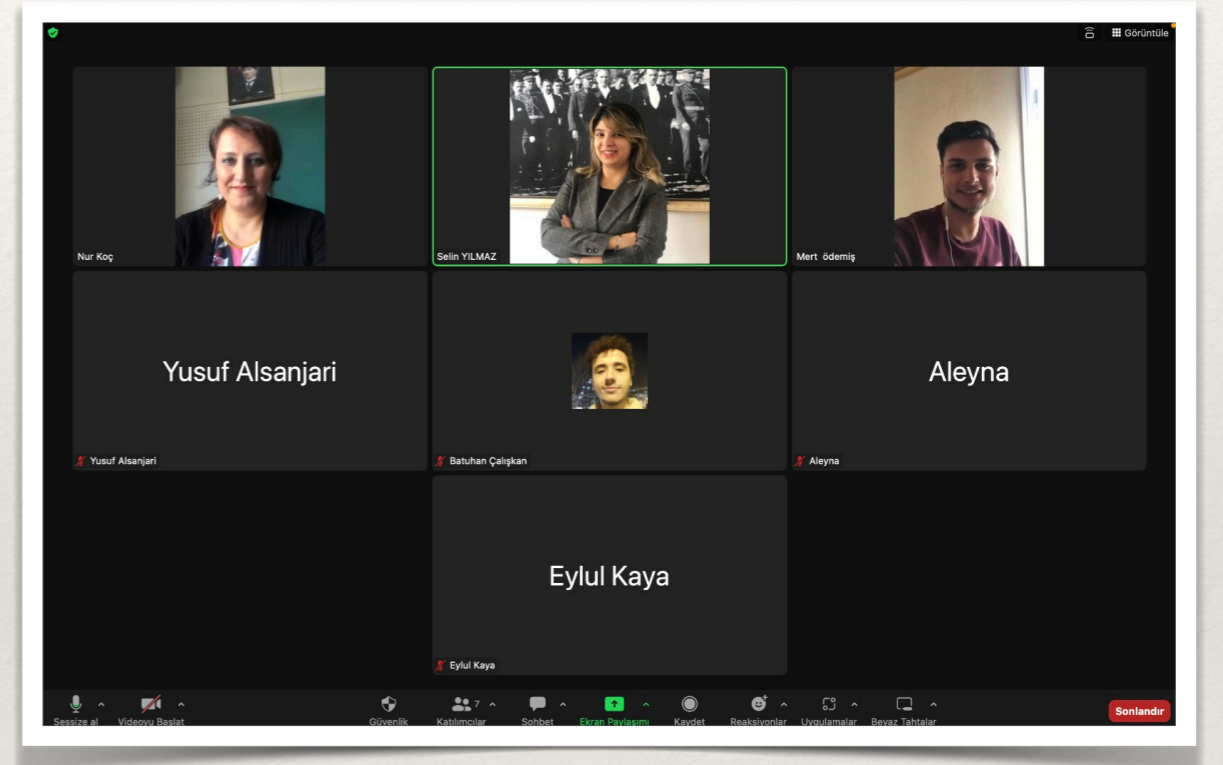 Görüntüle
Nur Koç
Selin YILMAZ
Mert ödemiş
Yusuf Alsanjari
Aleyna
Yusuf Alsanjari
Batuhan Çalışkan
Aleyna
Eylul Kaya
Eylul Kaya
7
Sessize al Videoyu Başlat Güvenlik Katılımcılar Sohbet Ekran Paylaşımı Kaydet Reaksiyonlar Uygulamalar Beyaz Tahtalar Sonlandır